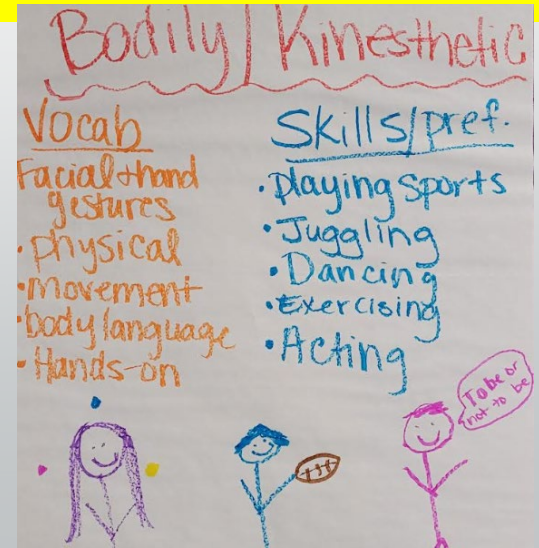 Bodily/Kinesthetic
Vocab
Facial+hand
gestures
•physical
•movement
•body language
•Hands-on
Skills/pref.
•Playing sports
•Juggling
•Dancing
•Exercising
•Acting
To be or
not to be